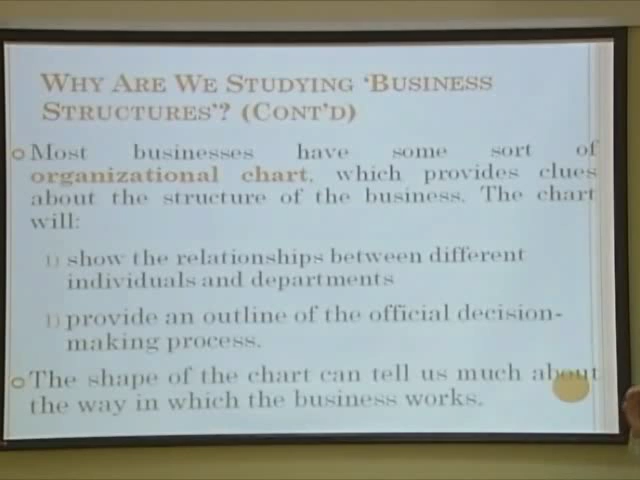 WHY ARE WE STUDYING 'BUSINESS
STRUCTURES'? (CONT'D)
Most businesses have some sort of
organizational chart, which provides clues
about the structure of the business. The chart
will:
1) show the relationships between different
individuals and departments
1) provide an outline of the official decision-
making process.
The shape of the chart can tell us much about
the way in which the business works.